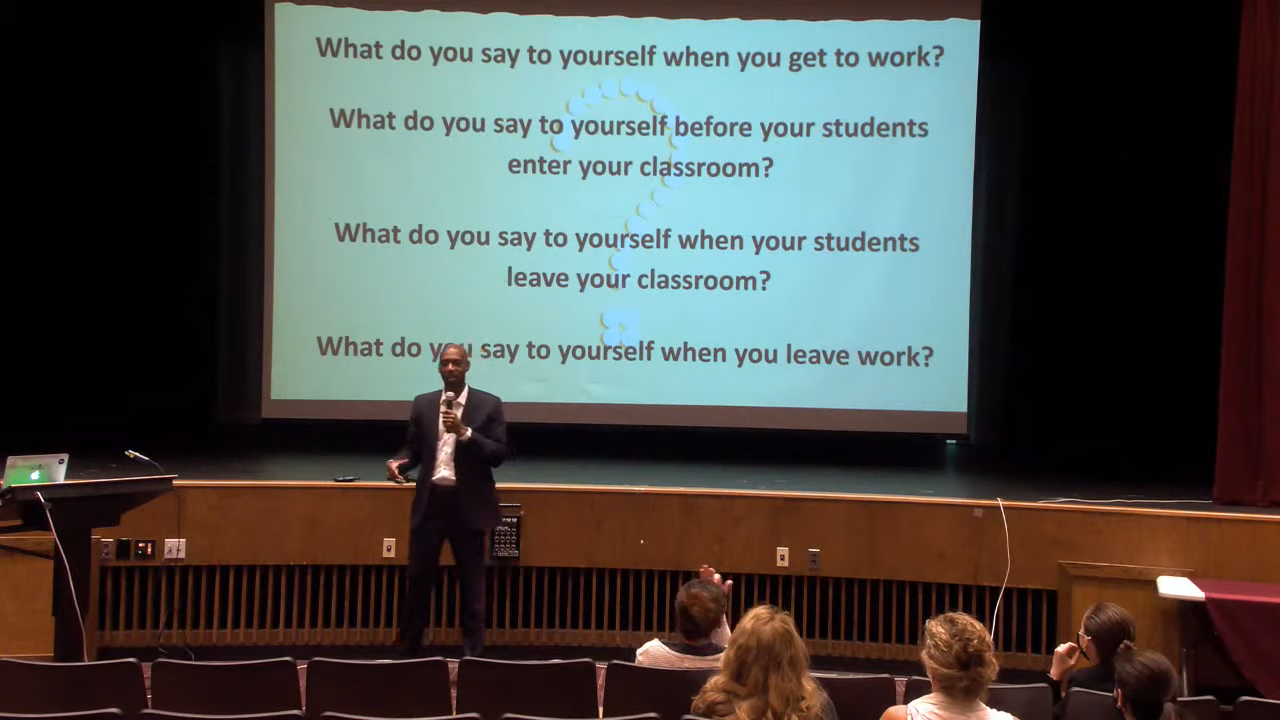 What do you say to yourself when you get to work?
What do you say to yourself before your students
enter your classroom?
What do you say to yourself when your students
leave your classroom?
What do you say to yourself when you leave work?